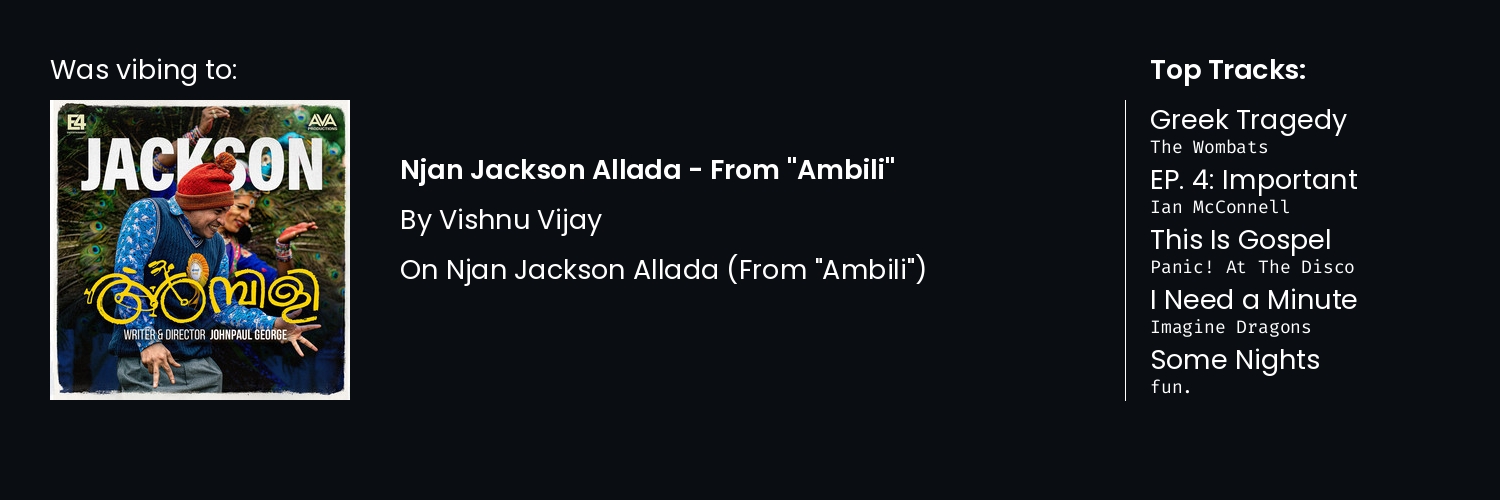 Was vibing to:
E4
AVA
PRODUCTIONS
JACKSON
അമ്പിളി
WRITER & DIRECTOR JOHNPAUL GEORGE
Njan Jackson Allada - From "Ambili"
By Vishnu Vijay
On Njan Jackson Allada (From "Ambili")
Top Tracks:
Greek Tragedy
The Wombats
EP. 4: Important
Ian McConnell
This Is Gospel
Panic! At The Disco
I Need a Minute
Imagine Dragons
Some Nights
fun.